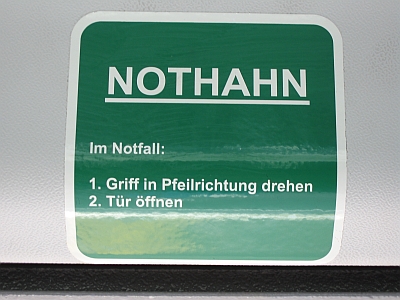 NOTHAHN
Im Notfall:
1. Griff in Pfeilrichtung drehen
2. Tür öffnen